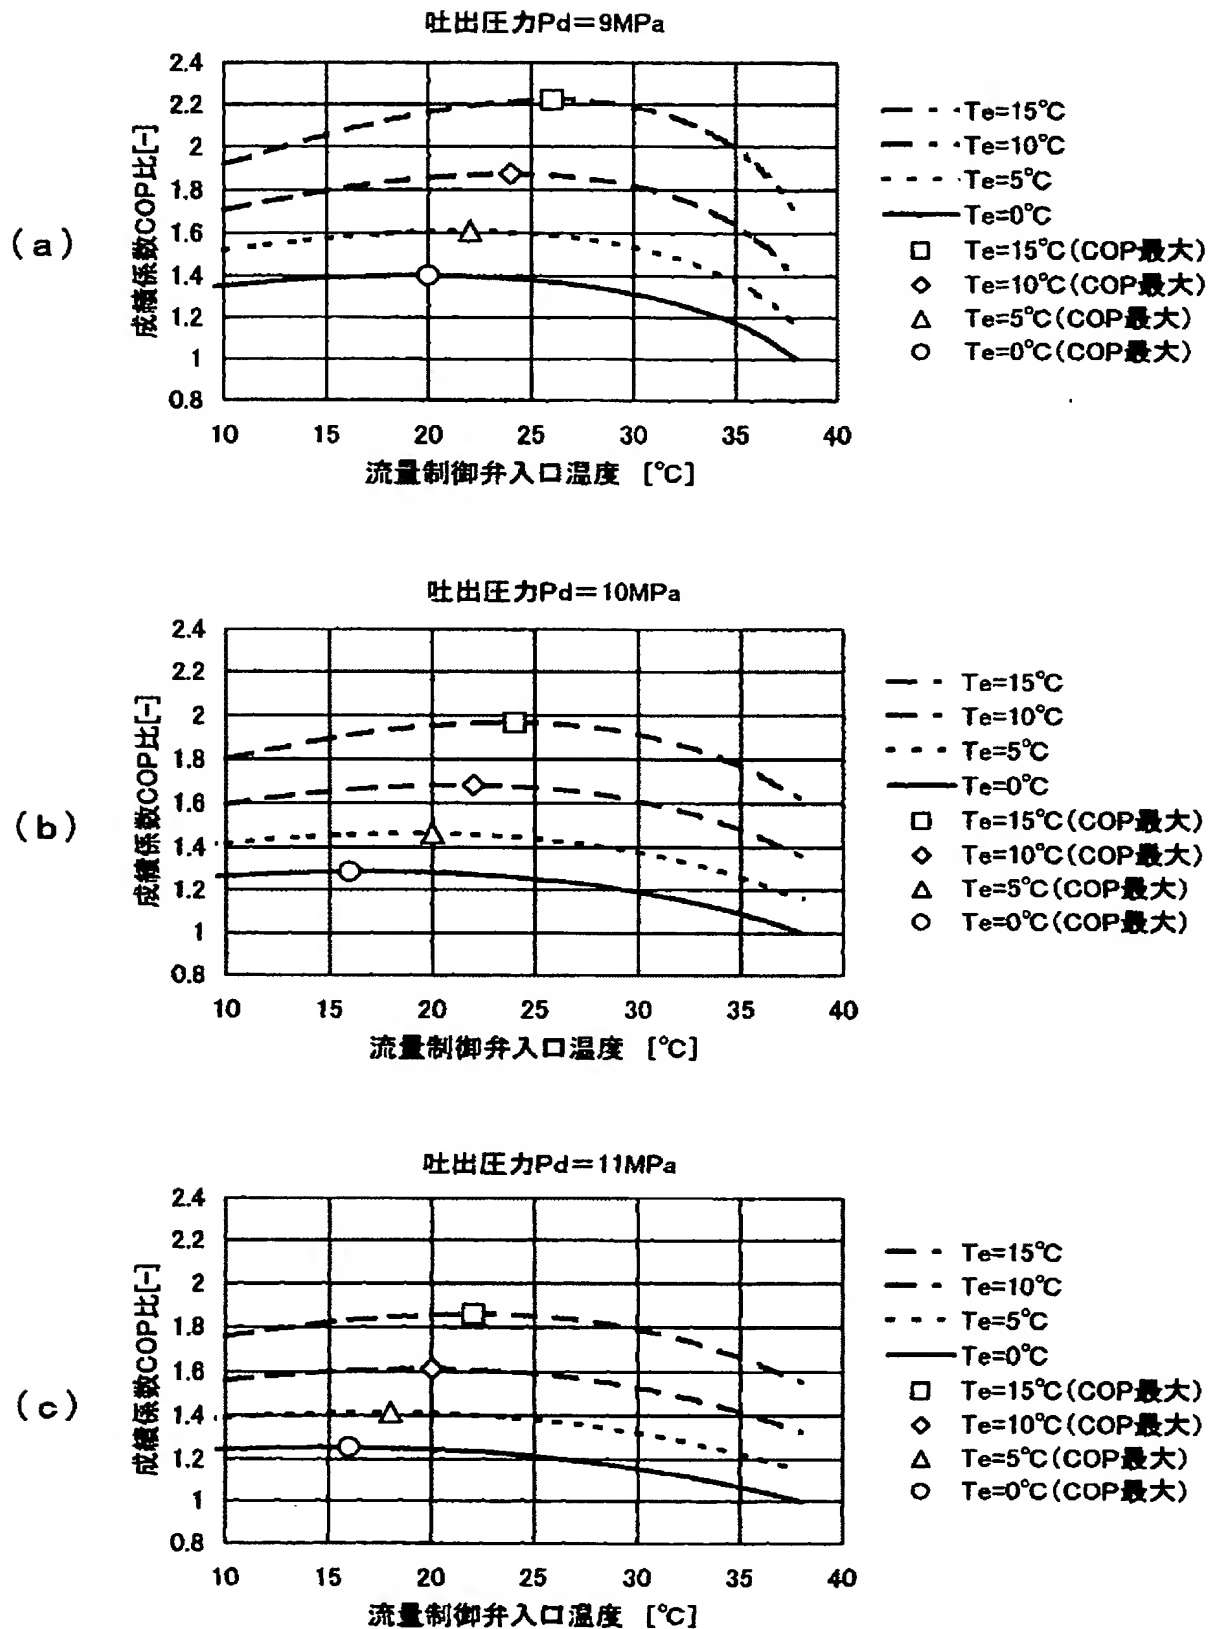 吐出圧力Pd=9MPa
(a)
成績係数COP比[-]
2.4
2.2
2
1.8
1.6
1.4
1.2
1
0.8
10 15 20 25 30 35 40
流量制御弁入口温度 [℃]
Te=15℃
Te=10℃
Te=5℃
Te=0℃
Te=15℃(COP最大)
Te=10℃(COP最大)
Te=5℃(COP最大)
Te=0℃(COP最大)
吐出圧力Pd=10MPa
(b)
成績係数COP比[-]
2.4
2.2
2
1.8
1.6
1.4
1.2
1
0.8
10 15 20 25 30 35 40
流量制御弁入口温度 [℃]
Te=15℃
Te=10℃
Te=5℃
Te=0℃
Te=15℃(COP最大)
Te=10℃(COP最大)
Te=5℃(COP最大)
Te=0℃(COP最大)
吐出圧力Pd=11MPa
(c)
成績係数COP比[-]
2.4
2.2
2
1.8
1.6
1.4
1.2
1
0.8
10 15 20 25 30 35 40
流量制御弁入口温度 [℃]
Te=15℃
Te=10℃
Te=5℃
Te=0℃
Te=15℃(COP最大)
Te=10℃(COP最大)
Te=5℃(COP最大)
Te=0℃(COP最大)